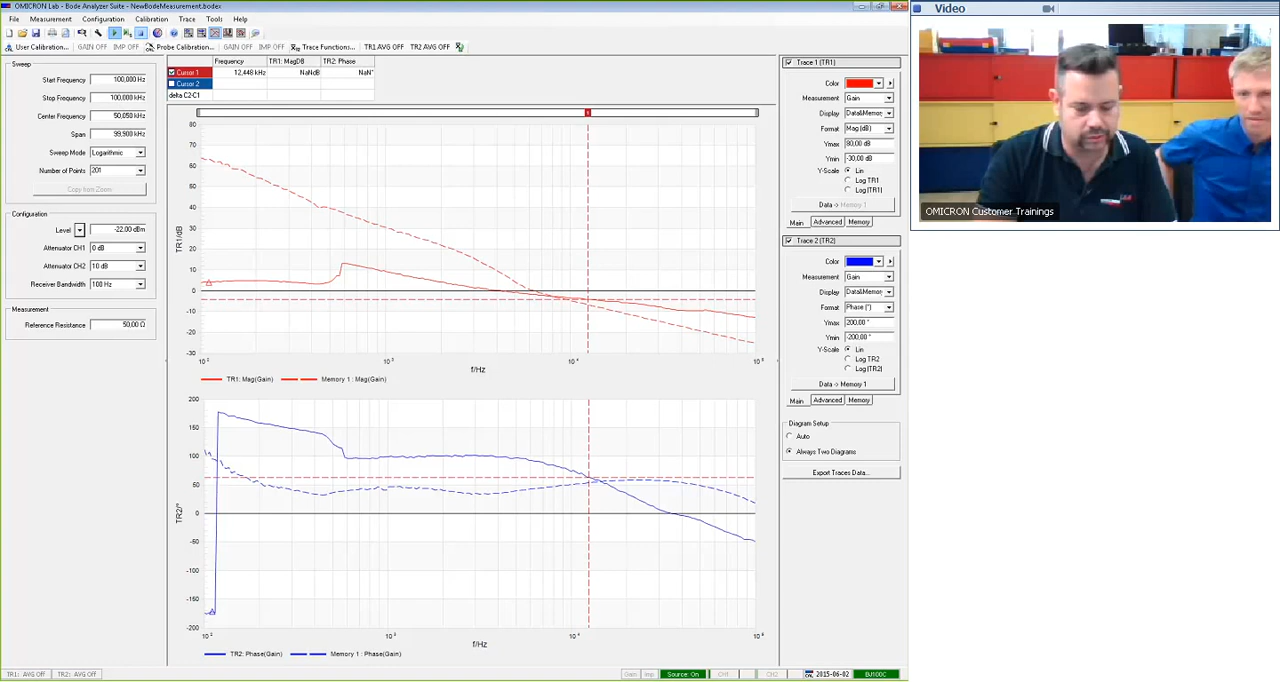 OMICRON Lab - Bode Analyzer Suite - NewBodeMeasurement.bodex
File Measurement Configuration Calibration Trace Tools Help
User Calibration... GAIN OFF IMP OFF Probe Calibration... GAIN OFF IMP OFF Trace Functions... TR1 AVG OFF TR2 AVG OFF
Sweep
Start Frequency 100,000 Hz
Stop Frequency 100,000 kHz
Center Frequency 50,050 kHz
Span 99,900 kHz
Sweep Mode Logarithmic
Number of Points 201
Copy from Zoom
Configuration
Level -22.00 dBm
Attenuator CH1 0 dB
Attenuator CH2 10 dB
Receiver Bandwidth 100 Hz
Measurement
Reference Resistance 50,00 Ω
Frequency TR1: MagDB TR2: Phase
Cursor 1 12,448 kHz NaNdB NaN°
Cursor 2
delta C2-C1
80
70
60
50
40
30
20
10
0
-10
-20
-30
TR1/dB
f/Hz
TR1: Mag(Gain) Memory 1 : Mag(Gain)
200
150
100
50
0
-50
-100
-150
-200
TR2/°
f/Hz
TR2: Phase(Gain) Memory 1 : Phase(Gain)
Trace 1 (TR1)
Color
Measurement Gain
Display Data&Memory
Format Mag (dB)
Ymax 80,00 dB
Ymin -30,00 dB
Y-Scale Lin
Log TR1
Log |TR1|
Data -> Memory 1
Main Advanced Memory
Trace 2 (TR2)
Color
Measurement Gain
Display Data&Memory
Format Phase (°)
Ymax 200,00 °
Ymin -200,00 °
Y-Scale Lin
Log TR2
Log |TR2|
Data -> Memory 1
Main Advanced Memory
Diagram Setup
Auto
Always Two Diagrams
Export Traces Data...
TR1: AVG OFF TR2: AVG OFF
Gain Imp Source: On CH1 CH2 2015-06-02 BJ100C
Video
OMICRON Customer Trainings